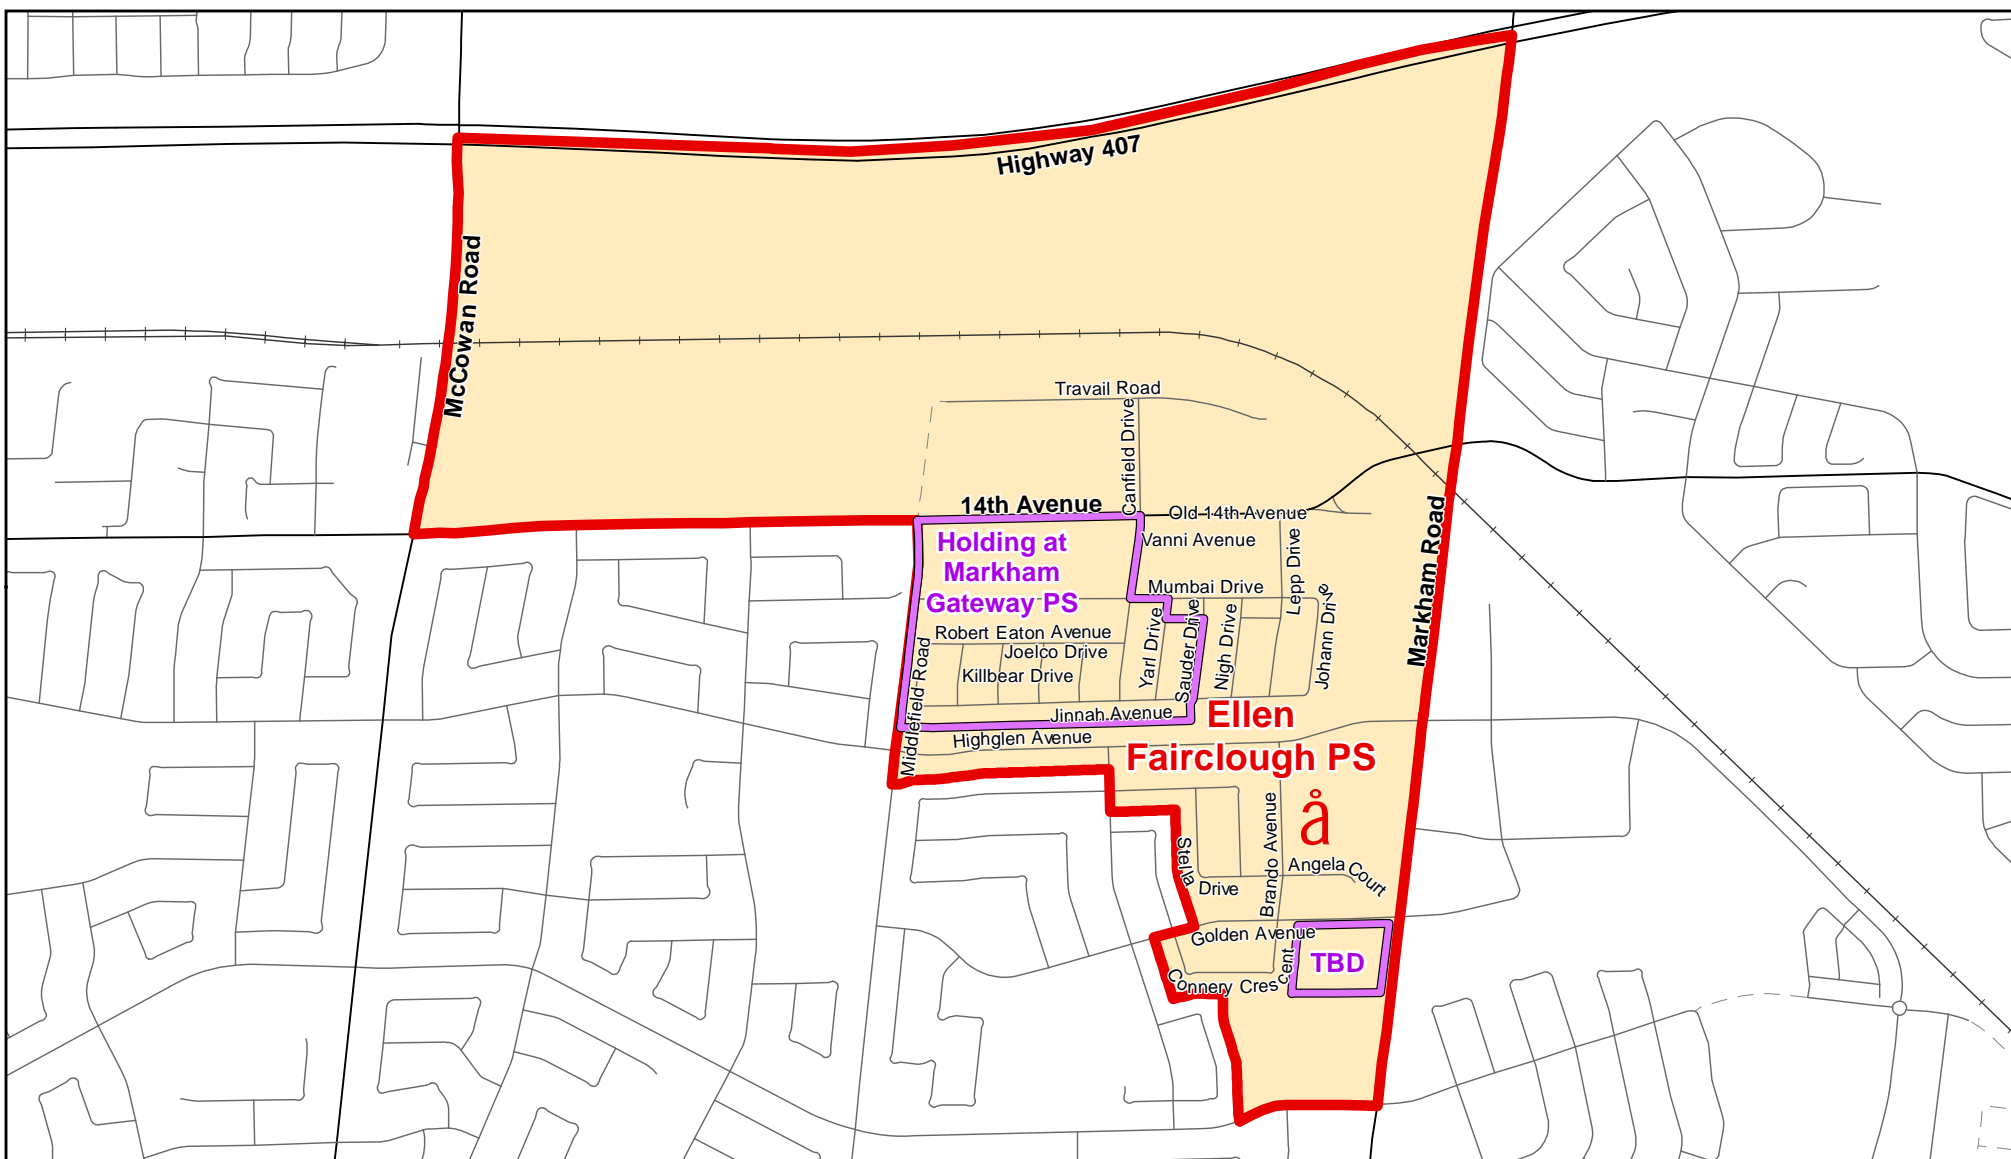 Highway 407
McCowan Road
Travail Road
Canfield Drive
14th Avenue
Old 14th Avenue
Markham Road
Holding at
Markham
Gateway PS
Vanni Avenue
Lepp Drive
Mumbai Drive
Johann Drive
Robert Eaton Avenue
Joelco Drive
Killbear Drive
Yarl Drive
Sauder Drive
Nigh Drive
Middlefield Road
Jinnah Avenue
Highglen Avenue
Ellen
Fairclough PS
å
Brando Avenue
Stella Drive
Angela Court
Golden Avenue
TBD
Connery Crescent